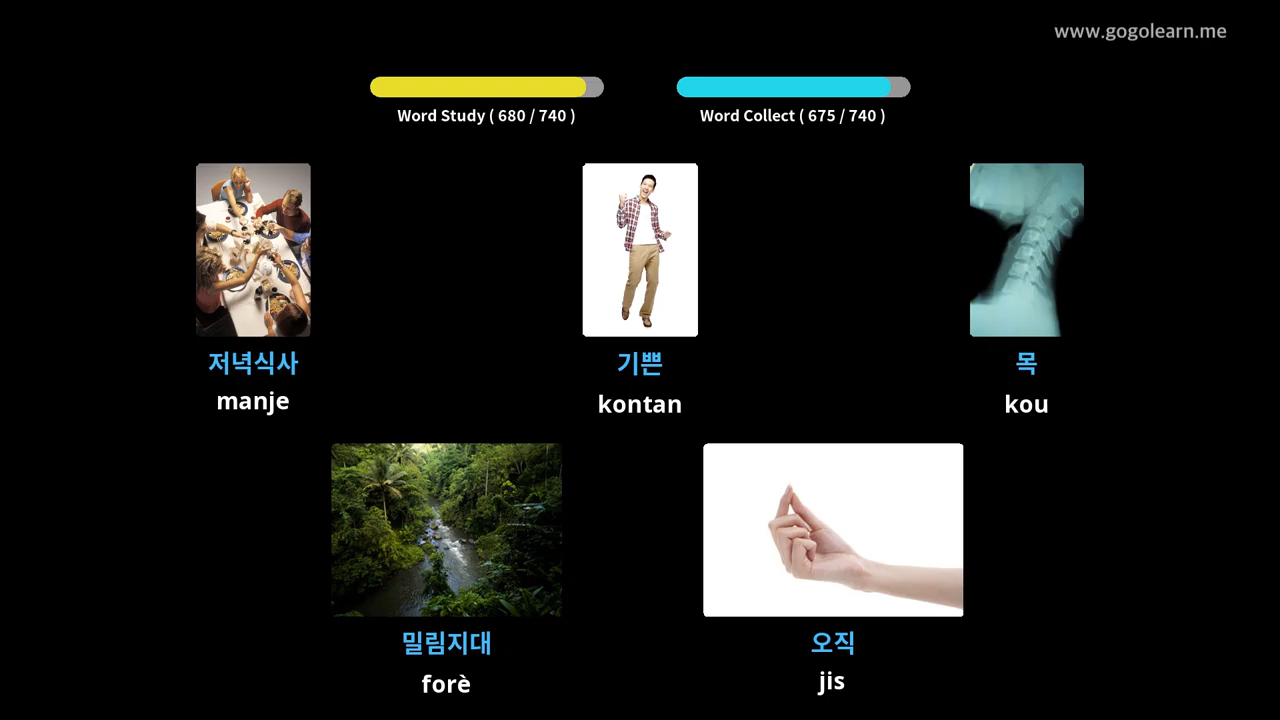 www.gogolearn.me
Word Study ( 680 / 740 )
Word Collect ( 675 / 740 )
저녁식사
manje
기쁜
kontan
목
kou
밀림지대
forè
오직
jis